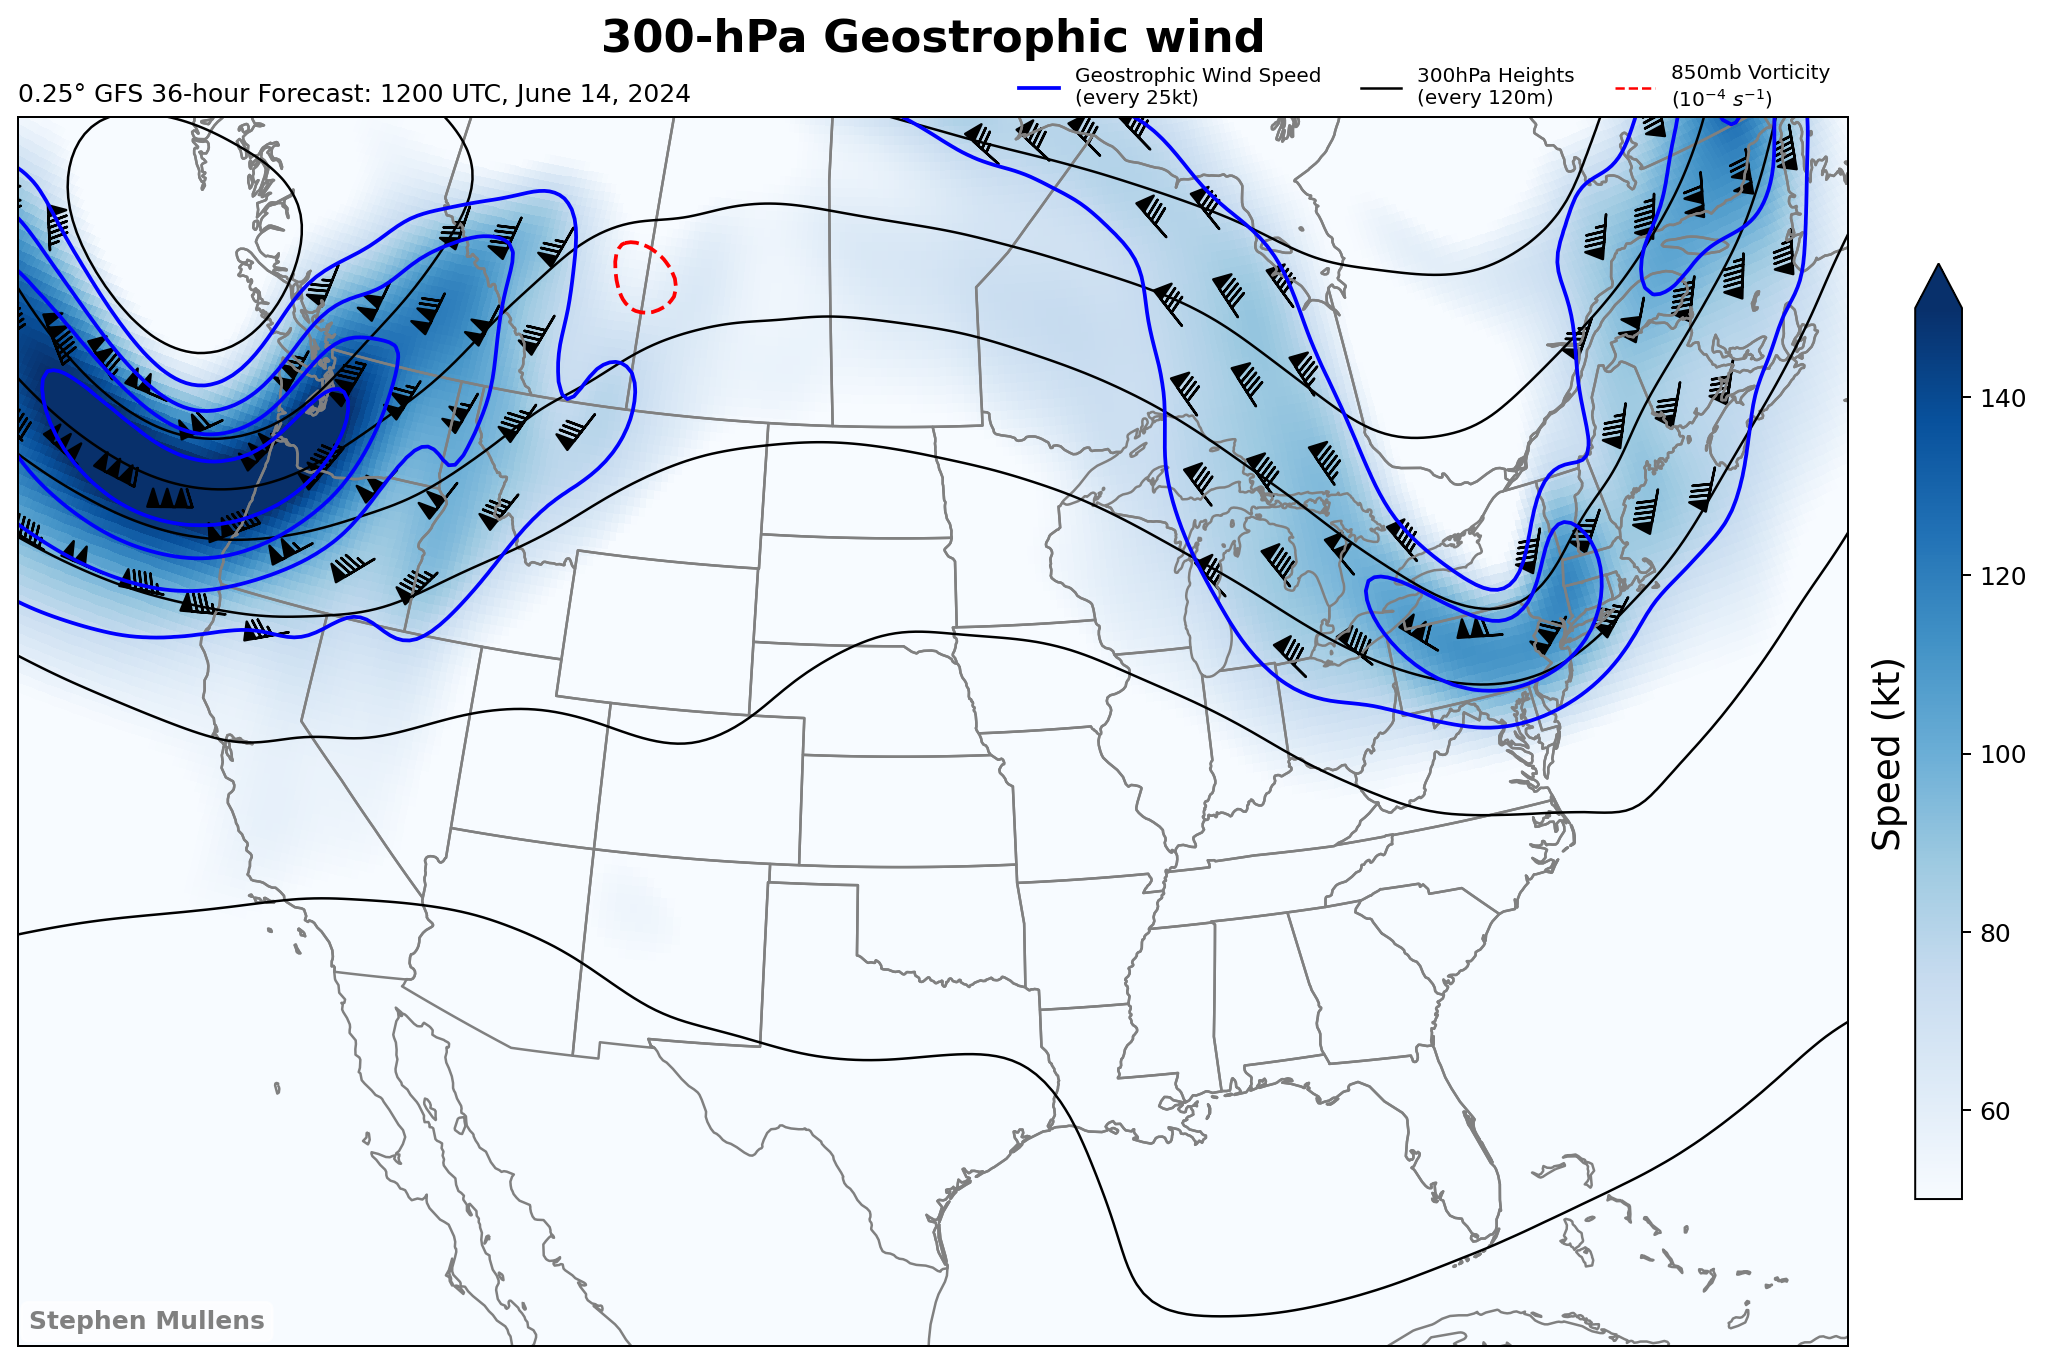 300-hPa Geostrophic wind
0.25° GFS 36-hour Forecast: 1200 UTC, June 14, 2024
Geostrophic Wind Speed
(every 25kt)
300hPa Heights
(every 120m)
850mb Vorticity
(10⁻⁴ s⁻¹)
140
120
100
80
60
Speed (kt)
Stephen Mullens